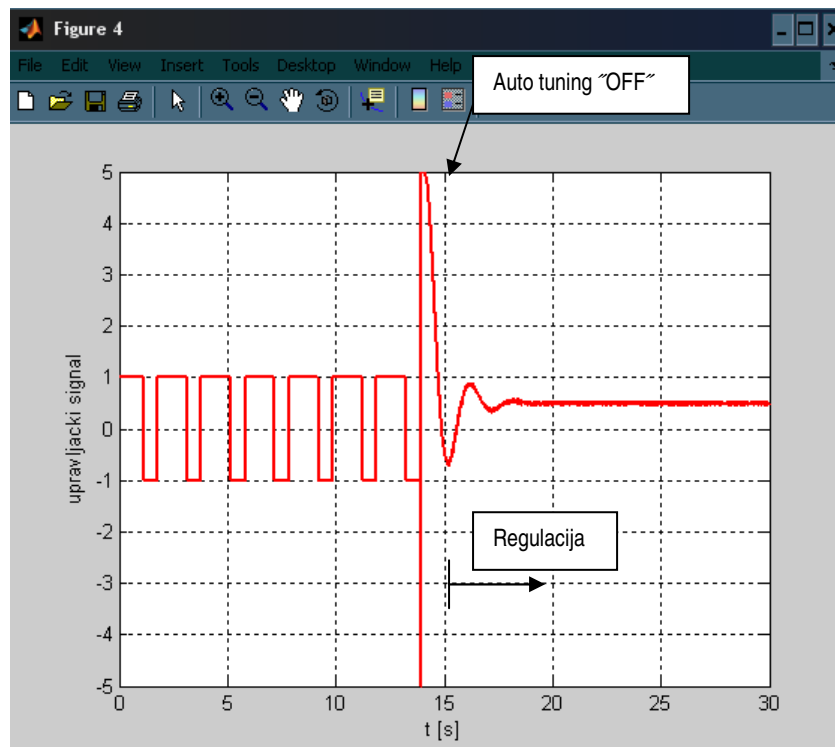 Figure 4
File Edit View Insert Tools Desktop Window Help
Auto tuning ˝OFF˝
5
4
3
2
1
0
-1
-2
-3
-4
-5
upravljacki signal
Regulacija
0 5 10 15 20 25 30
t [s]